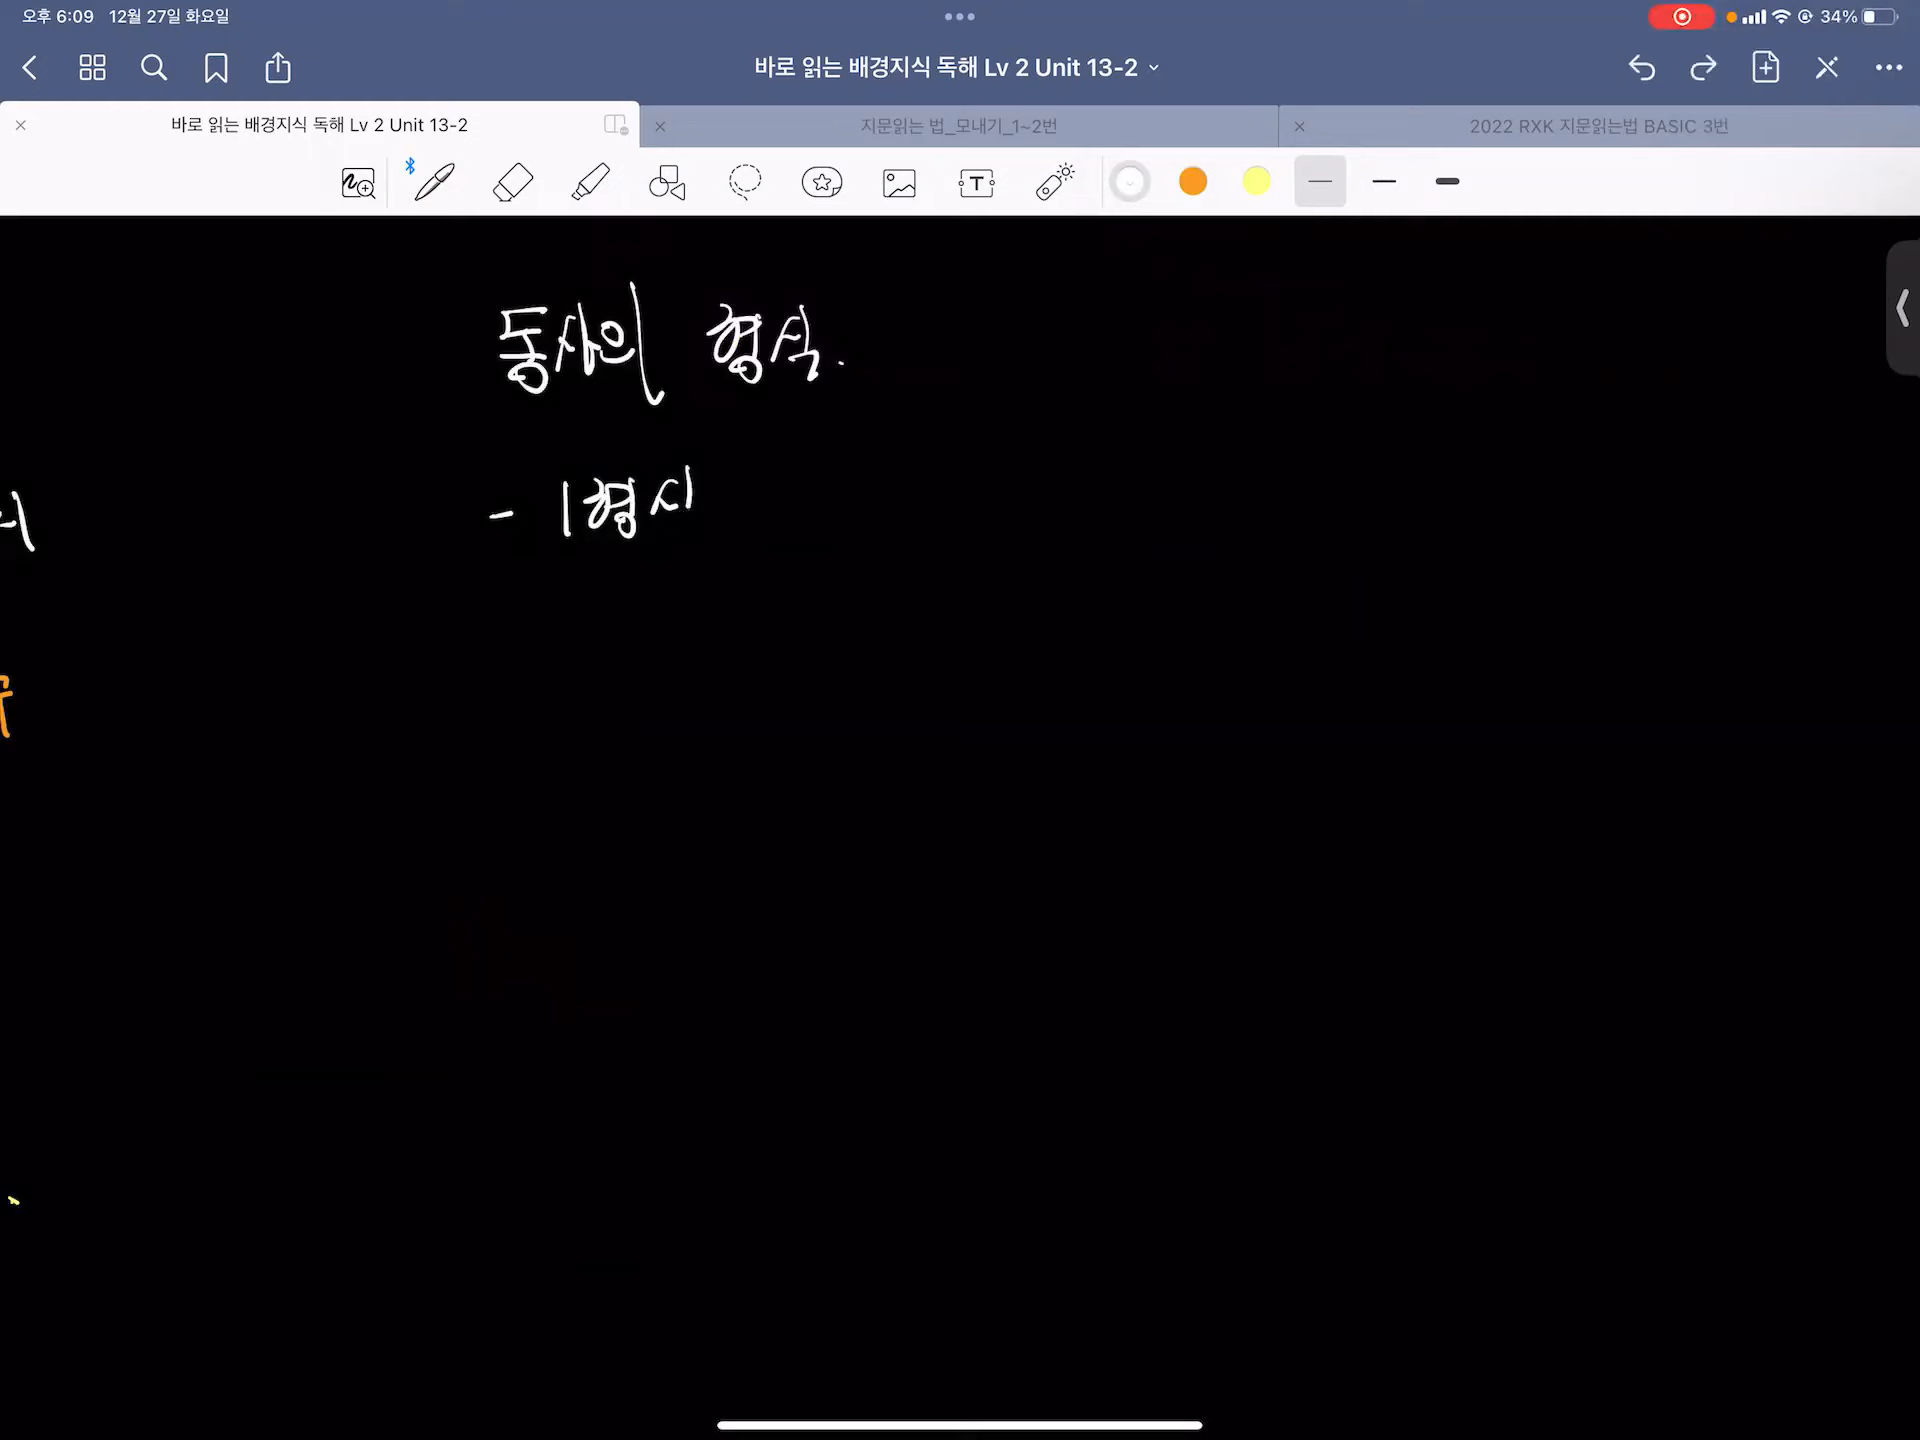 오후 6:09 12월 27일 화요일
34%
바로 읽는 배경지식 독해 Lv 2 Unit 13-2
바로 읽는 배경지식 독해 Lv 2 Unit 13-2
지문읽는 법_모내기_1~2번
2022 RXK 지문읽는법 BASIC 3번
동사의 형식.
- 1형시